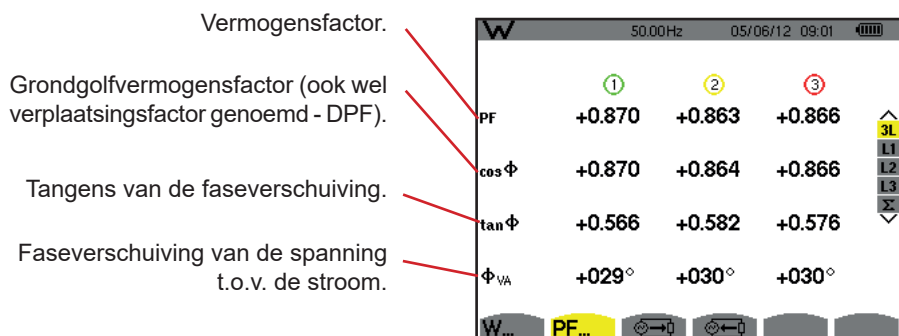 Vermogensfactor.
Grondgolfvermogensfactor (ook wel
verplaatsingsfactor genoemd - DPF).
Tangens van de faseverschuiving.
Faseverschuiving van de spanning
t.o.v. de stroom.
W 50.00Hz 05/06/12 09:01
1 2 3
PF +0.870 +0.863 +0.866
cos Φ +0.870 +0.864 +0.866
tan Φ +0.566 +0.582 +0.576
Φ VA +029° +030° +030°
3L
L1
L2
L3
Σ
W... PF...